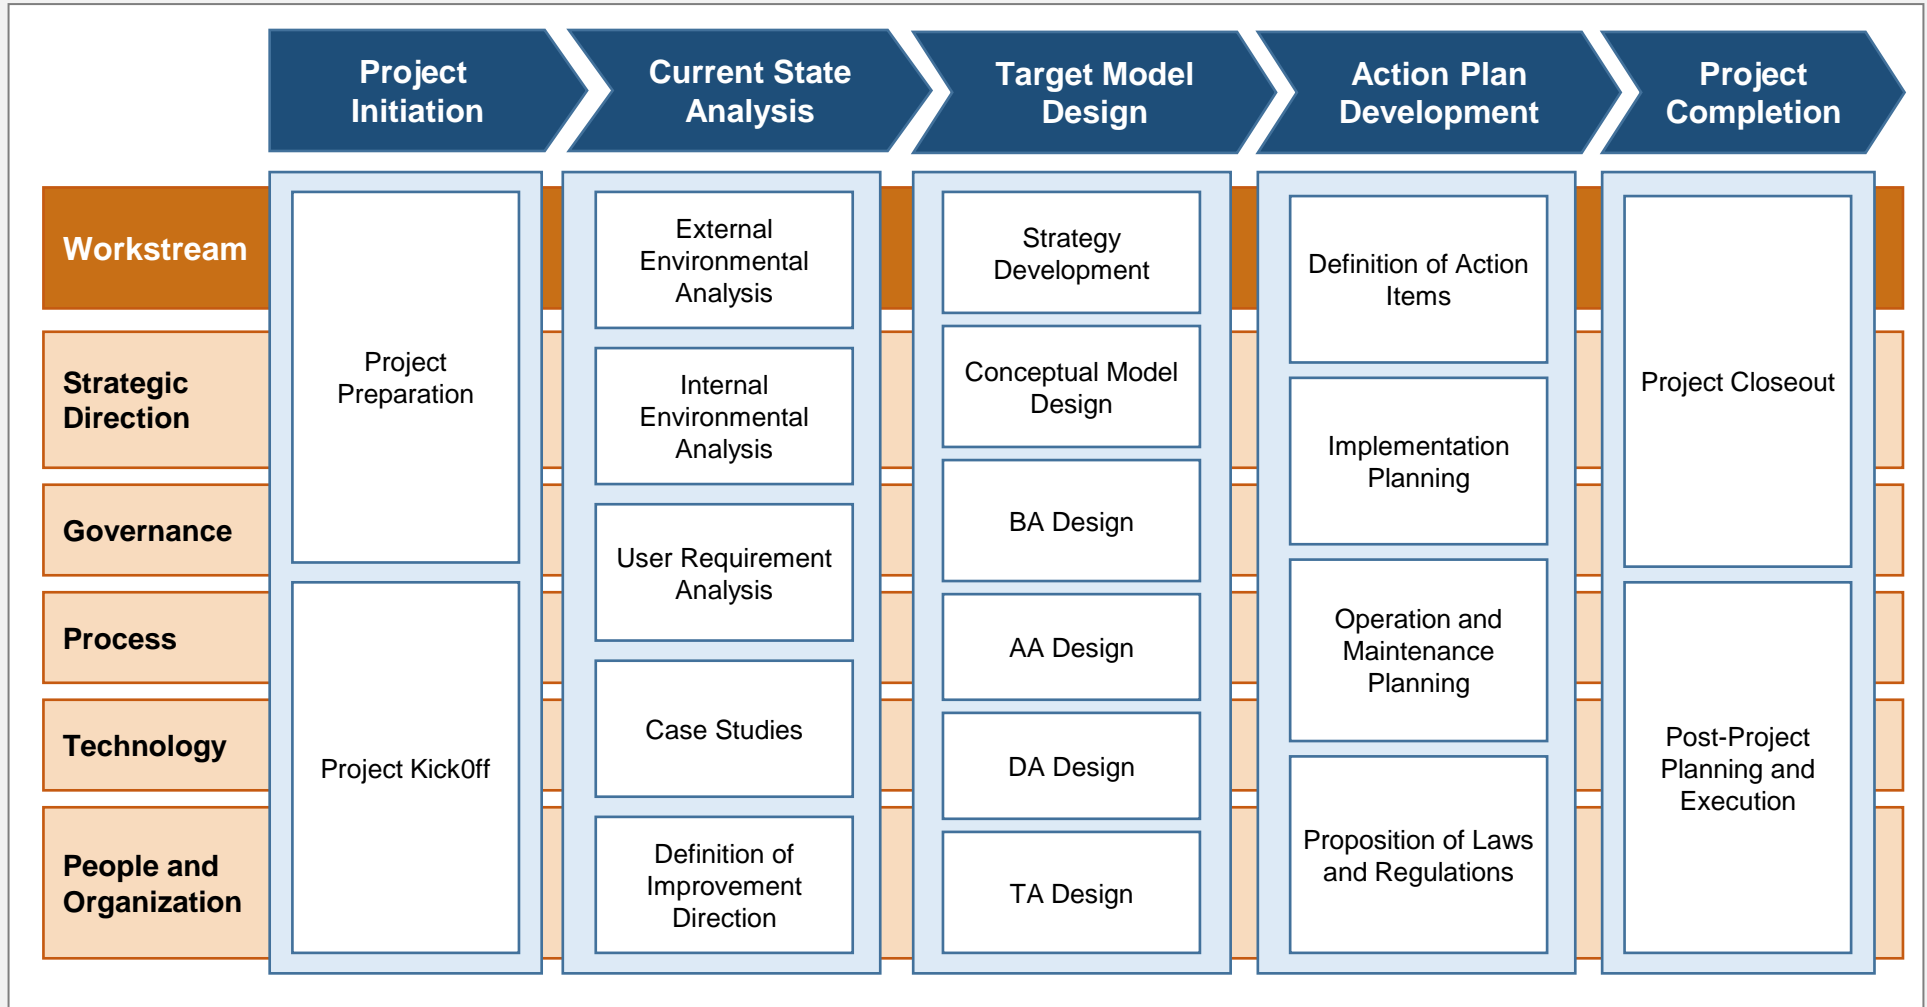 Project
Initiation
Current State
Analysis
Target Model
Design
Action Plan
Development
Project
Completion
Workstream
Strategic
Direction
Governance
Process
Technology
People and
Organization
Project
Preparation
Project Kick0ff
External
Environmental
Analysis
Internal
Environmental
Analysis
User Requirement
Analysis
Case Studies
Definition of
Improvement
Direction
Strategy
Development
Conceptual Model
Design
BA Design
AA Design
DA Design
TA Design
Definition of Action
Items
Implementation
Planning
Operation and
Maintenance
Planning
Proposition of Laws
and Regulations
Project Closeout
Post-Project
Planning and
Execution